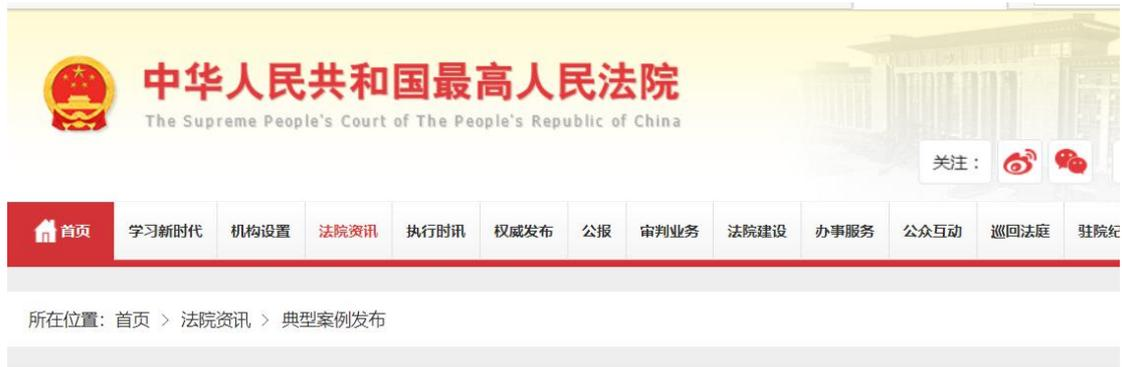 中华人民共和国最高人民法院
The Supreme People's Court of The People's Republic of China
关注：
首页 学习新时代 机构设置 法院资讯 执行时讯 权威发布 公报 审判业务 法院建设 办事服务 公众互动 巡回法庭 驻院纪
所在位置：首页 > 法院资讯 > 典型案例发布